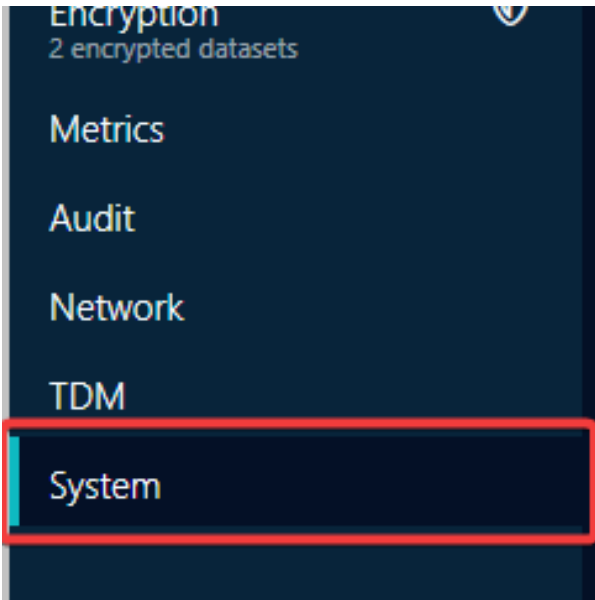 Encryption
2 encrypted datasets
Metrics
Audit
Network
TDM
System